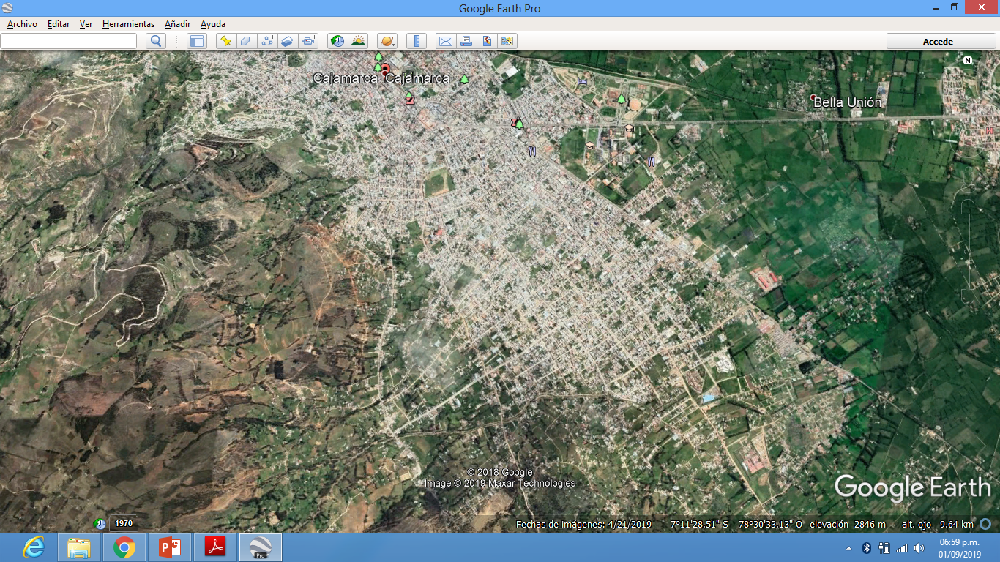 Google Earth Pro
Archivo Editar Ver Herramientas Añadir Ayuda
Accede
N
Cajamarca Cajamarca
Bella Unión
H
© 2018 Google
Image © 2019 Maxar Technologies
Google Earth
1970
Fechas de imágenes: 4/21/2019 7°11'28.51" S 78°30'33.13" O elevación 2846 m alt. ojo 9.64 km
Pro
06:59 p.m.
01/09/2019